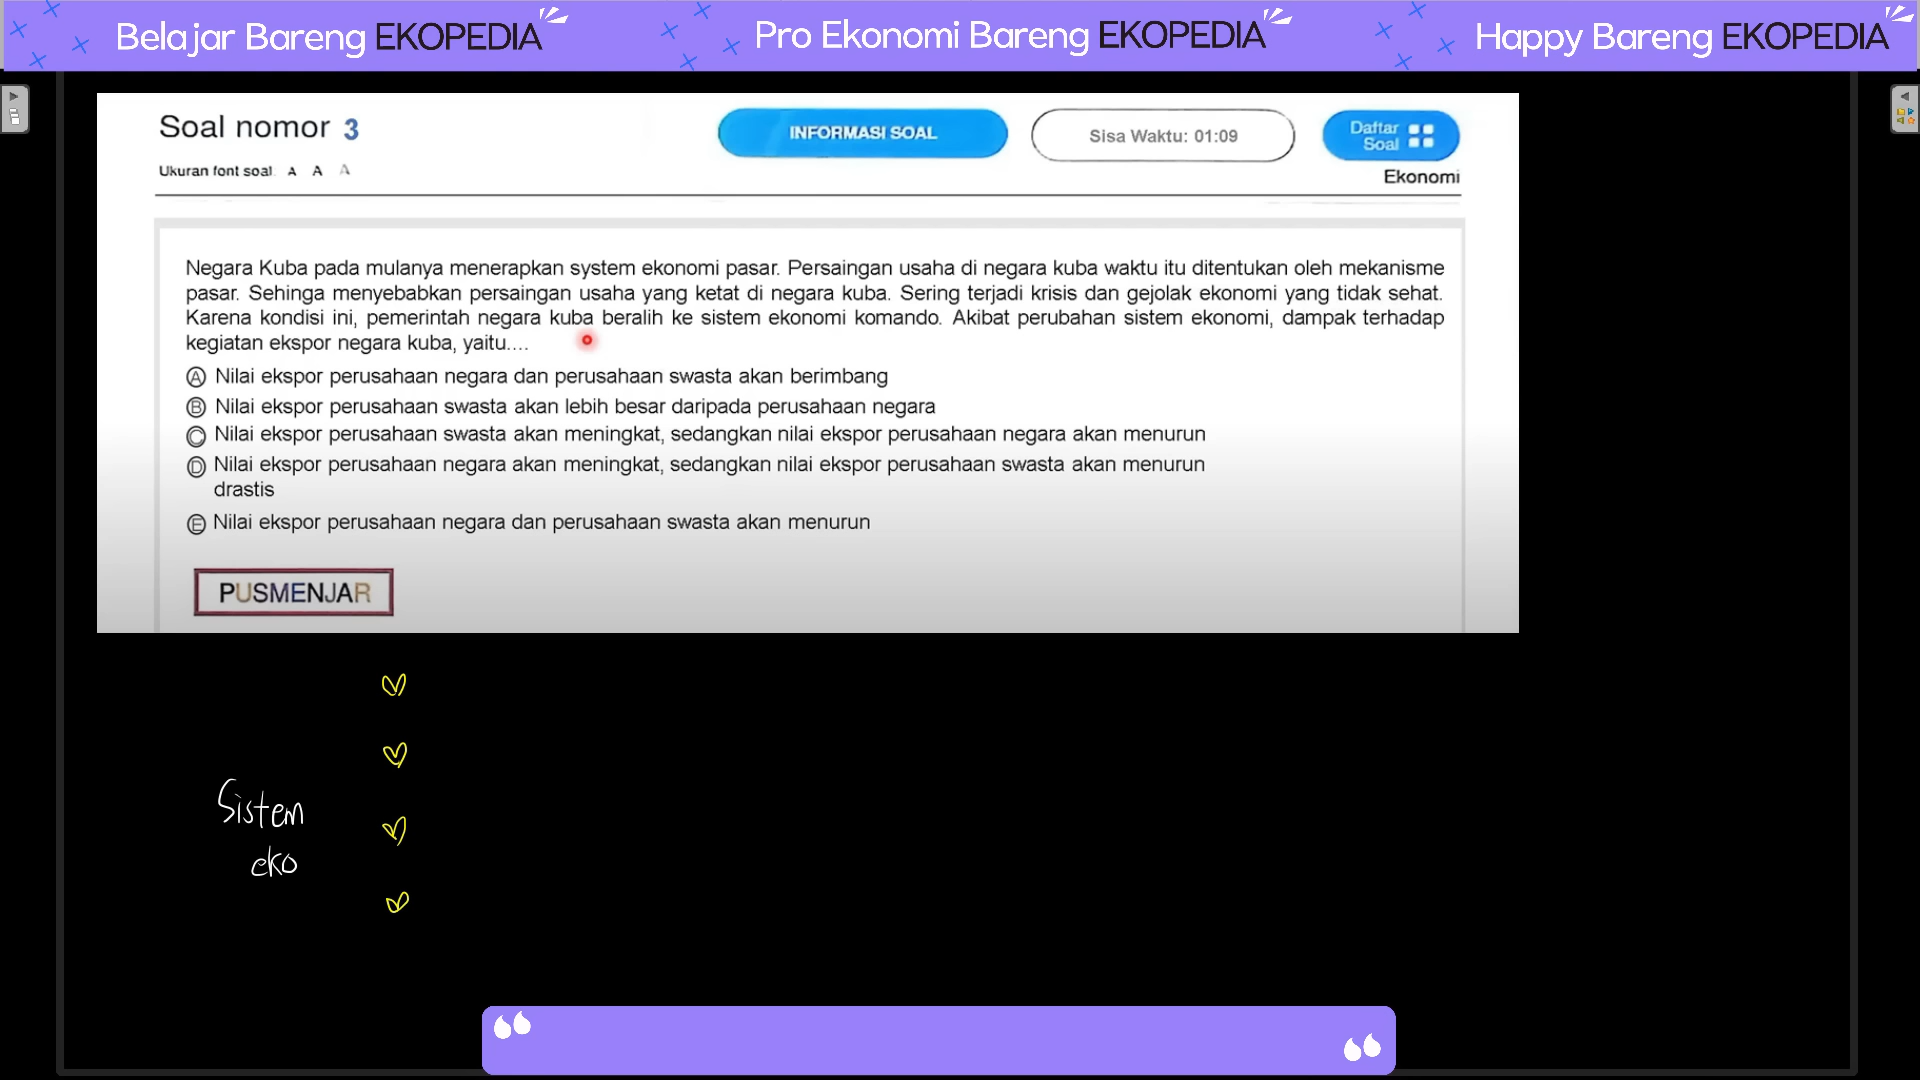 Belajar Bareng EKOPEDIA
Pro Ekonomi Bareng EKOPEDIA
Happy Bareng EKOPEDIA
Soal nomor 3
INFORMASI SOAL
Sisa Waktu: 01:09
Daftar
Soal
Ukuran font soal A A A
Ekonomi
Negara Kuba pada mulanya menerapkan system ekonomi pasar. Persaingan usaha di negara kuba waktu itu ditentukan oleh mekanisme
pasar. Sehinga menyebabkan persaingan usaha yang ketat di negara kuba. Sering terjadi krisis dan gejolak ekonomi yang tidak sehat.
Karena kondisi ini, pemerintah negara kuba beralih ke sistem ekonomi komando. Akibat perubahan sistem ekonomi, dampak terhadap
kegiatan ekspor negara kuba, yaitu....
A Nilai ekspor perusahaan negara dan perusahaan swasta akan berimbang
B Nilai ekspor perusahaan swasta akan lebih besar daripada perusahaan negara
C Nilai ekspor perusahaan swasta akan meningkat, sedangkan nilai ekspor perusahaan negara akan menurun
D Nilai ekspor perusahaan negara akan meningkat, sedangkan nilai ekspor perusahaan swasta akan menurun
drastis
E Nilai ekspor perusahaan negara dan perusahaan swasta akan menurun
PUSMENJAR
Sistem
eko